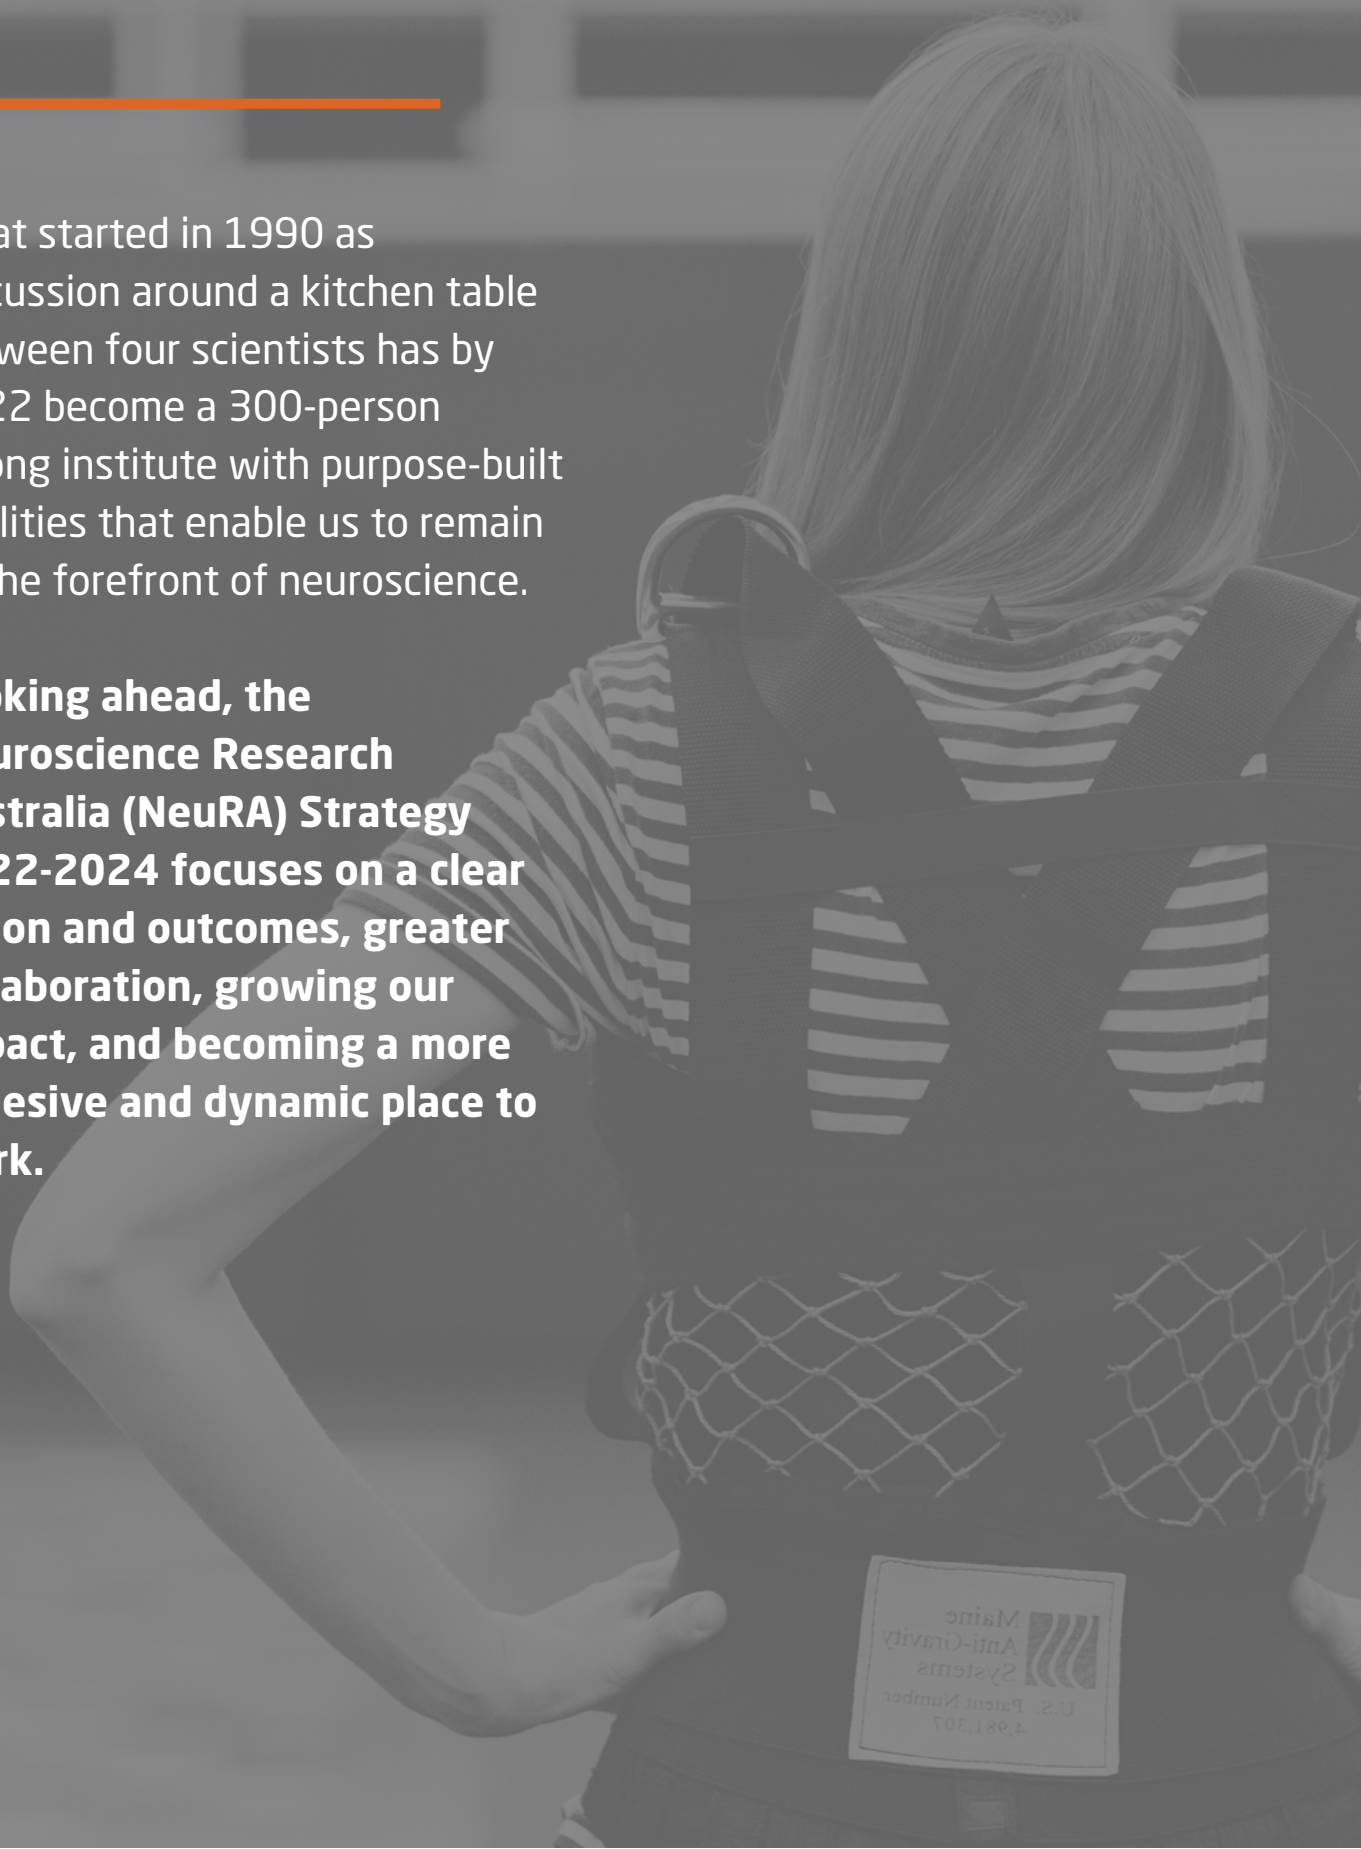 at started in 1990 as
cussion around a kitchen table
ween four scientists has by
22 become a 300-person
ong institute with purpose-built
lities that enable us to remain
he forefront of neuroscience.
oking ahead, the
uroscience Research
stralia (NeuRA) Strategy
22-2024 focuses on a clear
on and outcomes, greater
aboration, growing our
pact, and becoming a more
esive and dynamic place to
rk.
Maine
Anti-Gravity
Systems
U.S. Patent Number
4,981,307